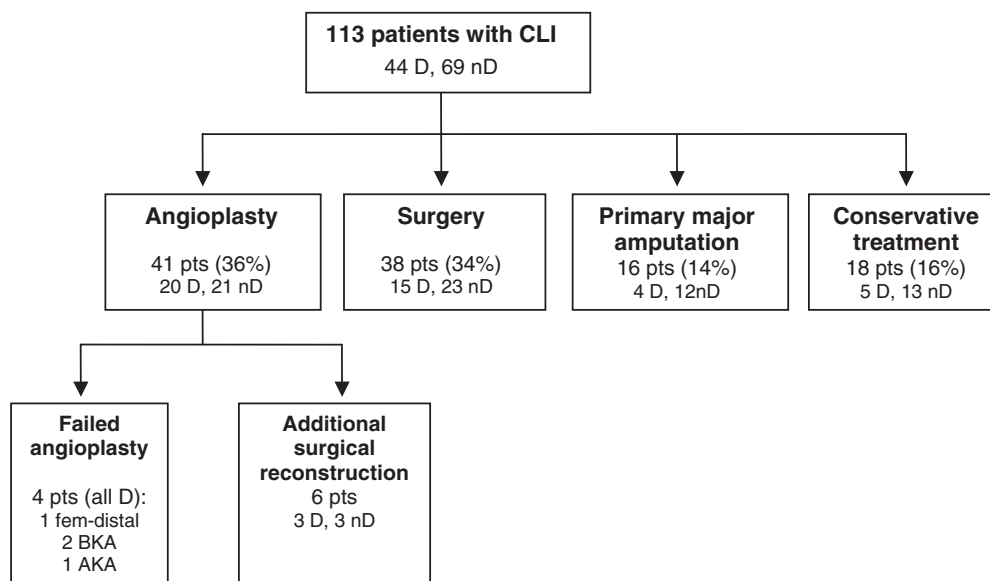 113 patients with CLI
44 D, 69 nD
Angioplasty
41 pts (36%)
20 D, 21 nD
Surgery
38 pts (34%)
15 D, 23 nD
Primary major
amputation
16 pts (14%)
4 D, 12nD
Conservative
treatment
18 pts (16%)
5 D, 13 nD
Failed
angioplasty
4 pts (all D):
1 fem-distal
2 BKA
1 AKA
Additional
surgical
reconstruction
6 pts
3 D, 3 nD